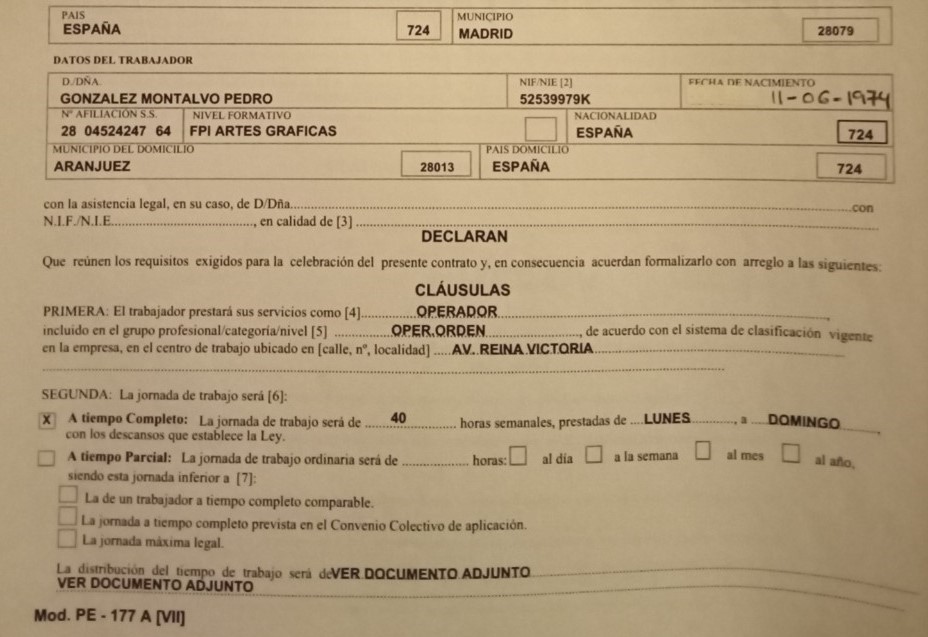 PAIS MUNICIPIO
ESPAÑA 724 MADRID 28079
DATOS DEL TRABAJADOR
D./DÑA. NIF/NIE [2] FECHA DE NACIMIENTO
GONZALEZ MONTALVO PEDRO 52539979K 11-06-1974
Nº AFILIACIÓN S.S. NIVEL FORMATIVO NACIONALIDAD
28 04524247 64 FPI ARTES GRAFICAS ESPAÑA 724
MUNICIPIO DEL DOMICILIO PAIS DOMICILIO
ARANJUEZ 28013 ESPAÑA 724
con la asistencia legal, en su caso, de D/Dña. con
N.I.F./N.I.E., en calidad de [3]
DECLARAN
Que reúnen los requisitos exigidos para la celebración del presente contrato y, en consecuencia acuerdan formalizarlo con arreglo a las siguientes:
CLÁUSULAS
PRIMERA: El trabajador prestará sus servicios como [4] OPERADOR,
incluido en el grupo profesional/categoría/nivel [5] OPER.ORDEN, de acuerdo con el sistema de clasificación vigente
en la empresa, en el centro de trabajo ubicado en [calle, nº, localidad] AV. REINA VICTORIA
SEGUNDA: La jornada de trabajo será [6]:
X A tiempo Completo: La jornada de trabajo será de 40 horas semanales, prestadas de LUNES, a DOMINGO,
con los descansos que establece la Ley.
A tiempo Parcial: La jornada de trabajo ordinaria será de horas: al día a la semana al mes al año,
siendo esta jornada inferior a [7]:
La de un trabajador a tiempo completo comparable.
La jornada a tiempo completo prevista en el Convenio Colectivo de aplicación.
La jornada máxima legal.
La distribución del tiempo de trabajo será deVER DOCUMENTO ADJUNTO
VER DOCUMENTO ADJUNTO
Mod. PE - 177 A [VII]